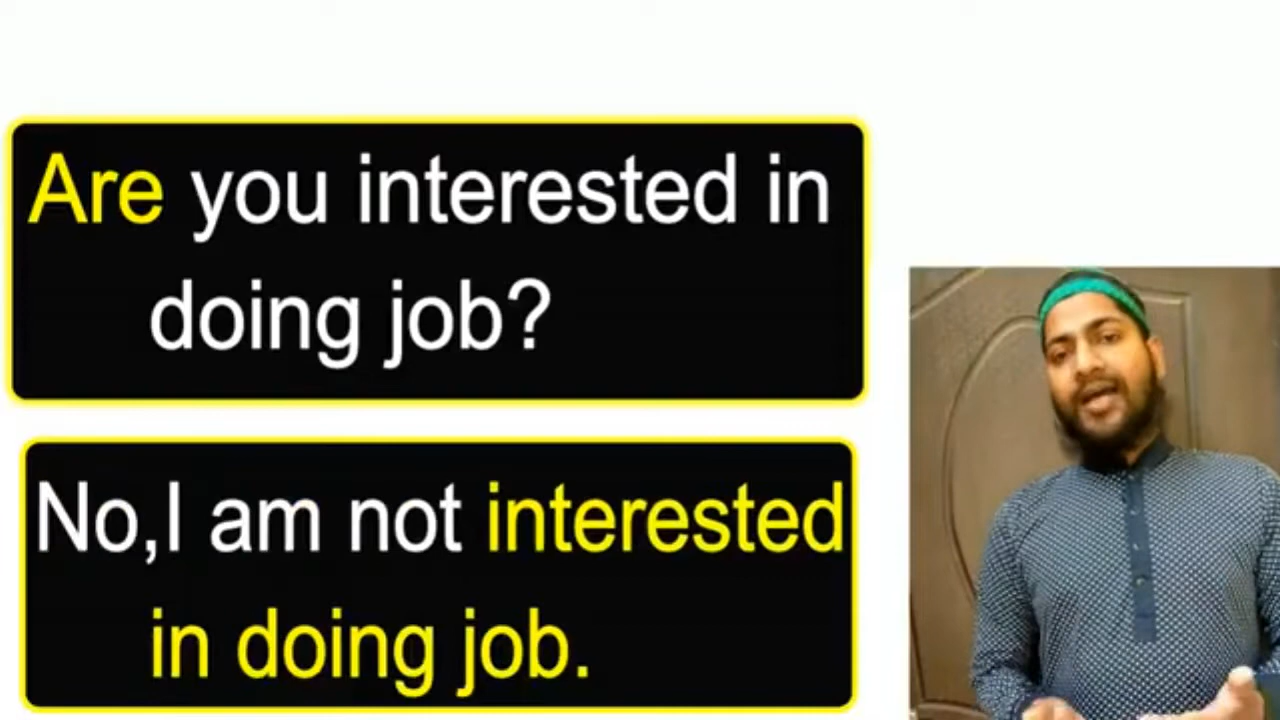 Are you interested in
doing job?
No,I am not interested
in doing job.